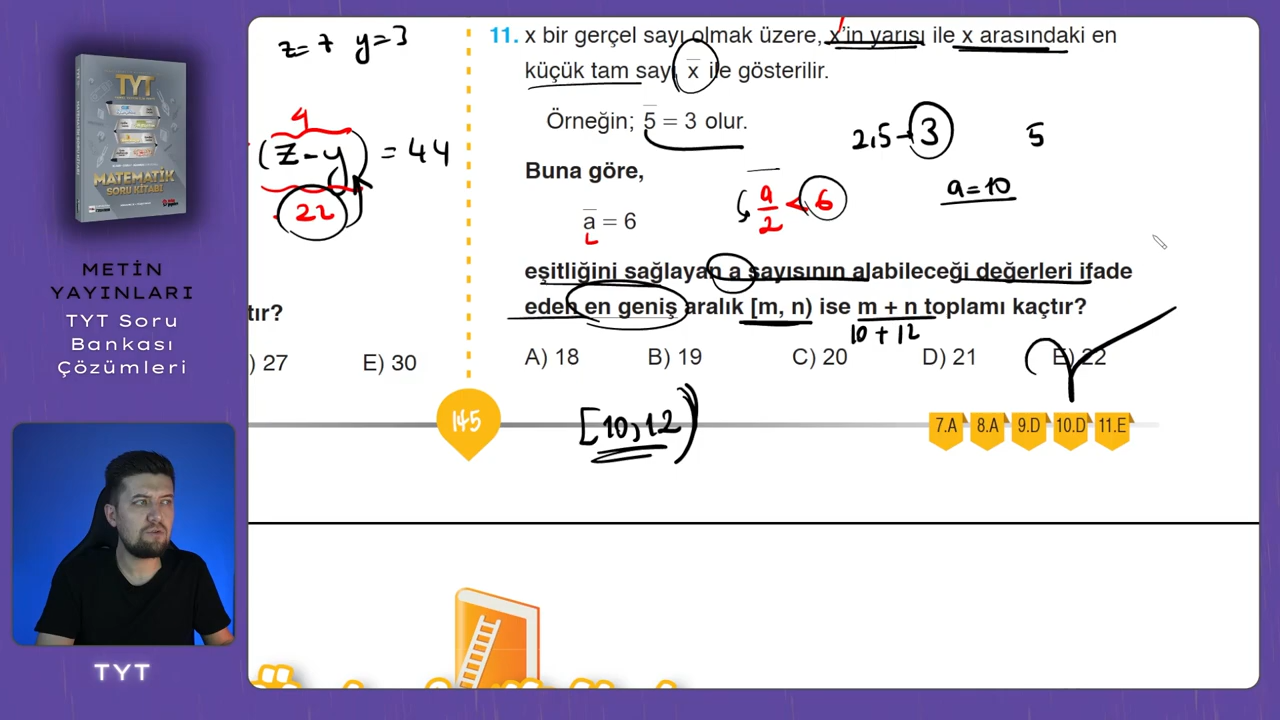 TYT
MATEMATİK
SORU KİTABI
METİN
YAYINLARI
TYT Soru
Bankası
Çözümleri
TYT
z = 7 y = 3
4
(z - y) = 44
22
tır?
) 27 E) 30
145
11. x bir gerçel sayı olmak üzere, x'in yarısı ile x arasındaki en
küçük tam sayı x̅ ile gösterilir.
Örneğin; 5̅ = 3 olur.
2,5 - 3 5
Buna göre,
a/2 < 6
a = 10
a̅ = 6
eşitliğini sağlayan a sayısının alabileceği değerleri ifade
eden en geniş aralık [m, n) ise m + n toplamı kaçtır?
10 + 12
A) 18 B) 19 C) 20 D) 21 E) 22
[10, 12)
7.A 8.A 9.D 10.D 11.E